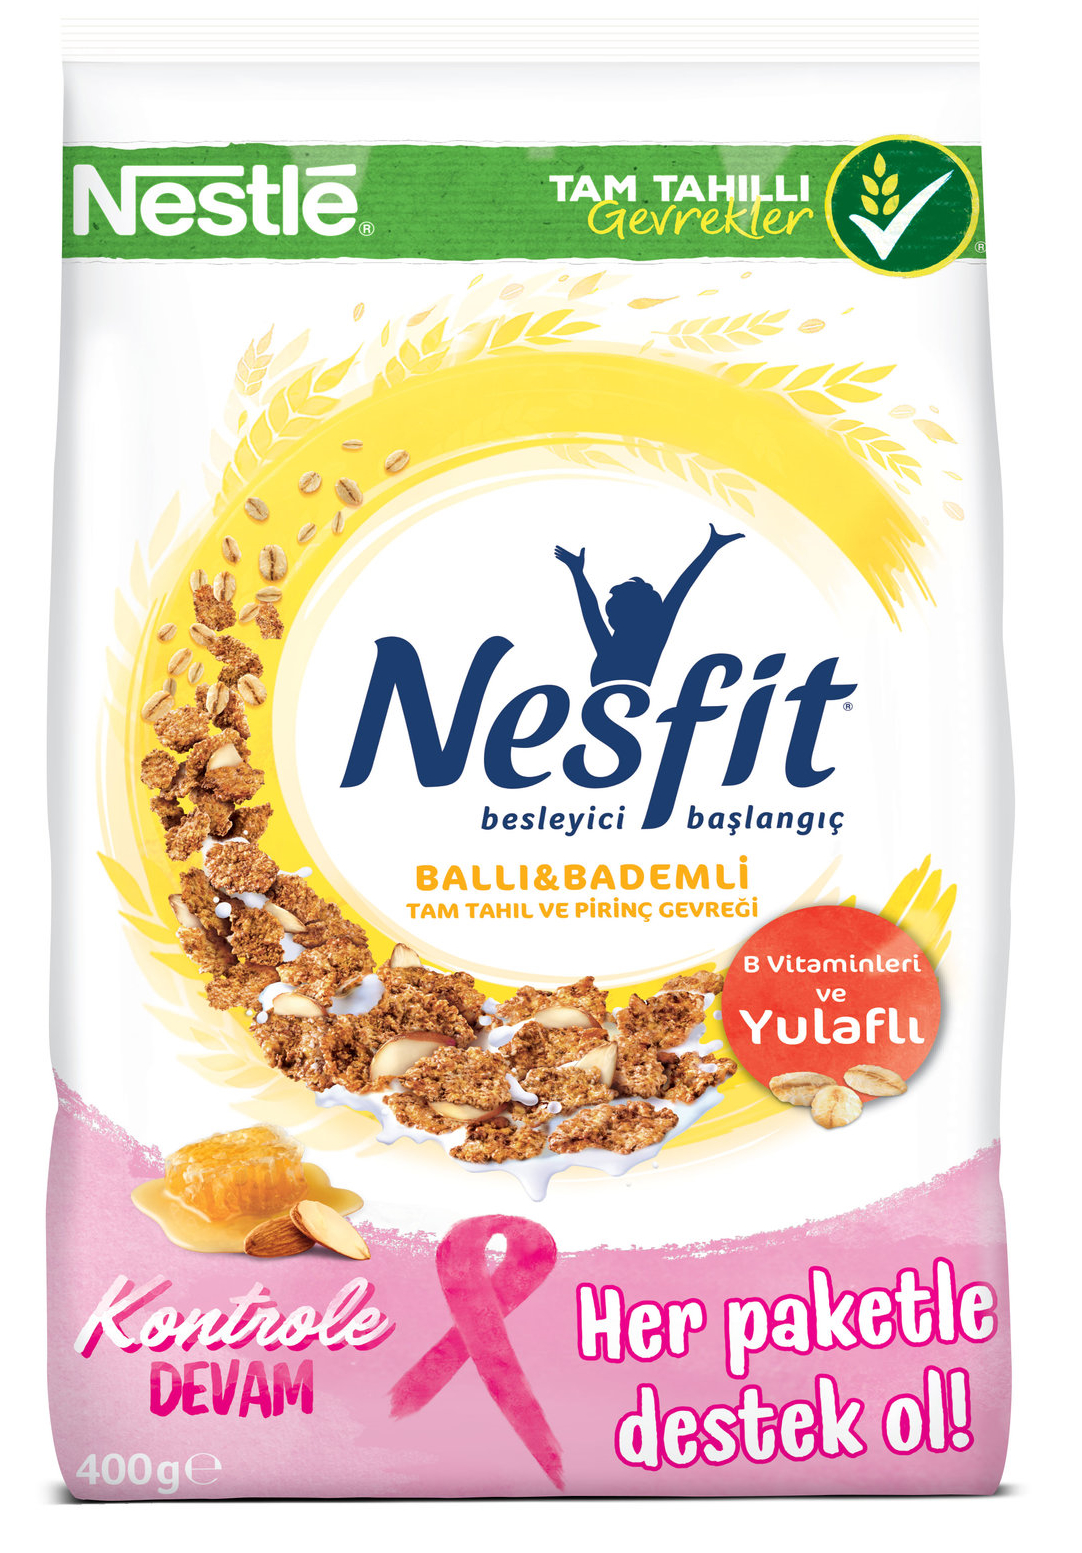 Nestlé®
TAM TAHILLI
Gevrekler
®
Nesfit®
besleyici başlangıç
BALLI&BADEMLİ
TAM TAHIL VE PİRİNÇ GEVREĞİ
B Vitaminleri
ve
Yulaflı
Kontrole
DEVAM
Her paketle
destek ol!
400g℮